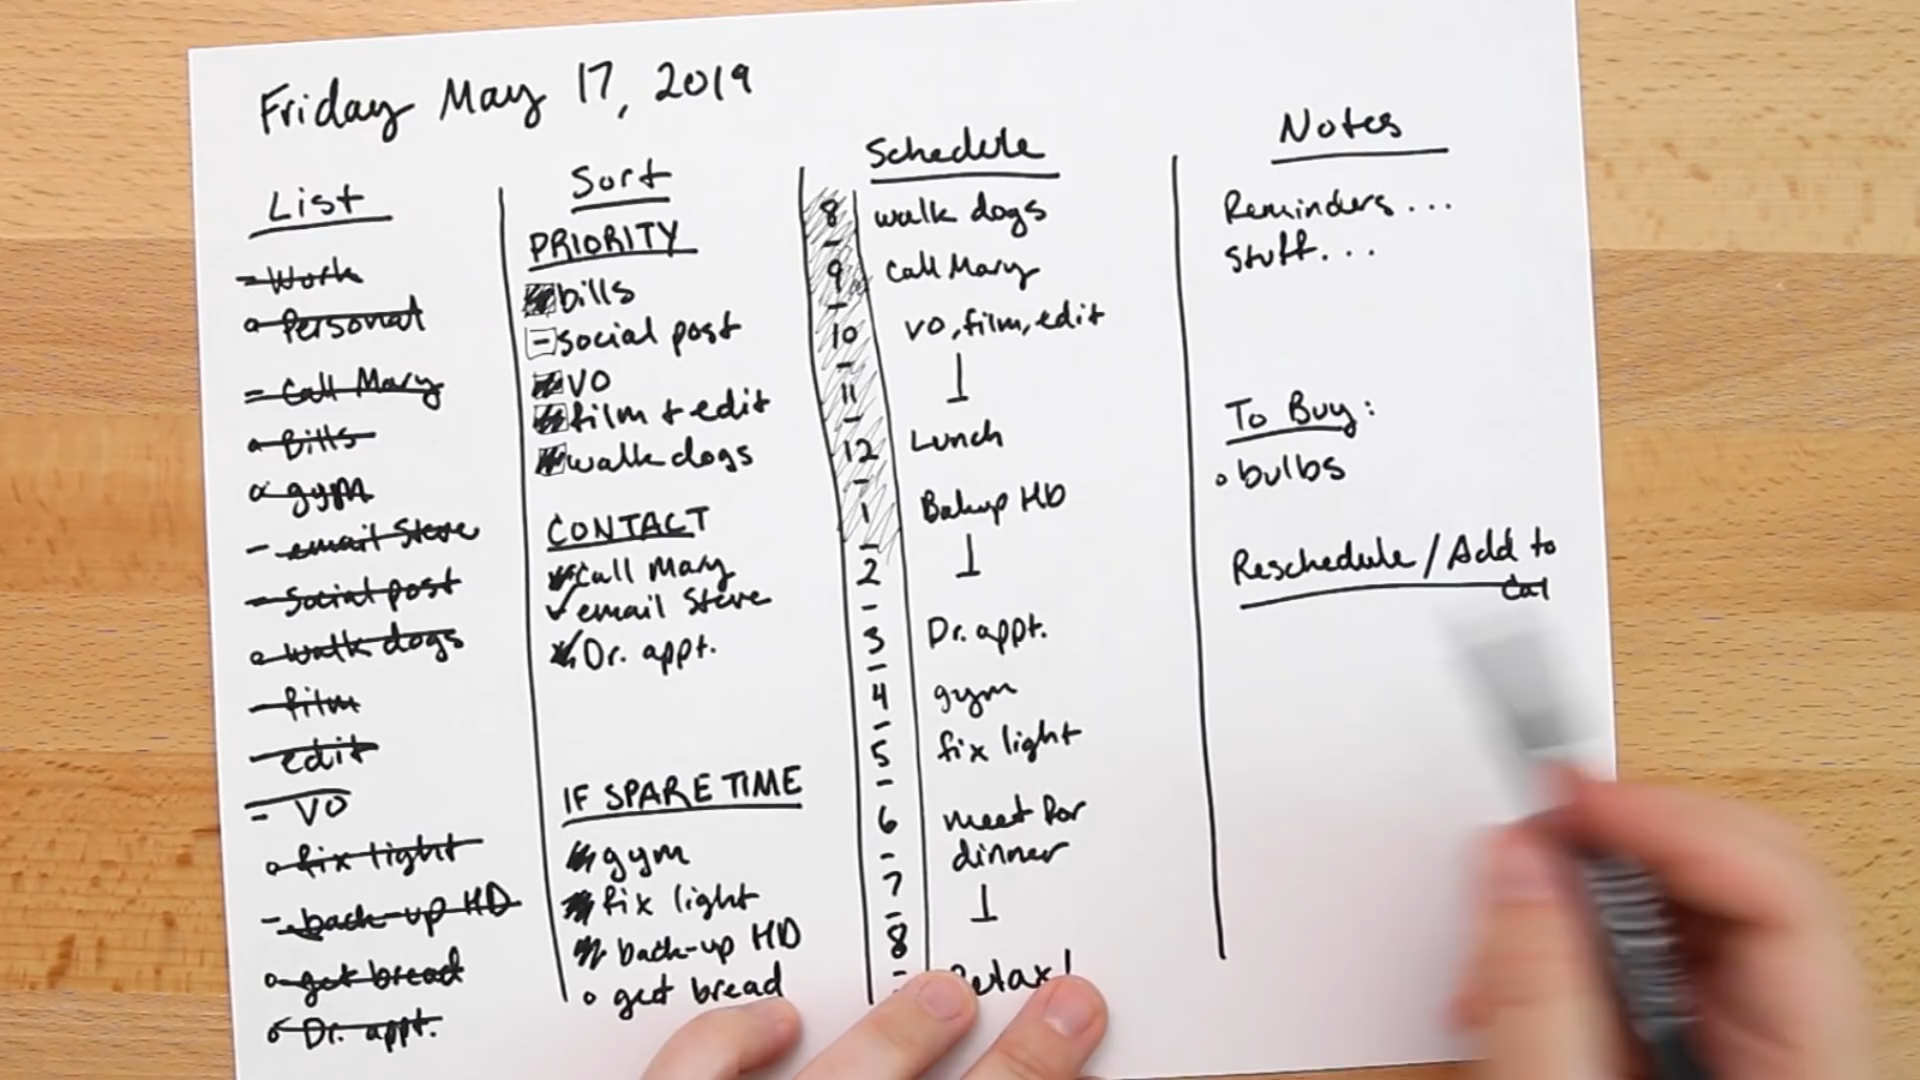 Friday May 17, 2019
List
- Work
o Personal
- Call Mary
o Bills
o gym
- email Steve
- Social post
o walk dogs
- film
- edit
- VO
o fix light
- back-up HD
o get bread
o Dr. appt.
Sort
PRIORITY
bills
social post
VO
film + edit
walk dogs
CONTACT
Call Mary
email Steve
Dr. appt.
IF SPARE TIME
gym
fix light
back-up HD
o get bread
Schedule
8 walk dogs
-
9 Call Mary
-
10 VO, film, edit
-
11
-
12 Lunch
-
1 Bakup HD
-
2
-
3 Dr. appt.
-
4 gym
-
5 fix light
-
6 meet for
- dinner
7
-
8
- Relax!
Notes
Reminders...
stuff...
To Buy:
o bulbs
Reschedule / Add to
Cal